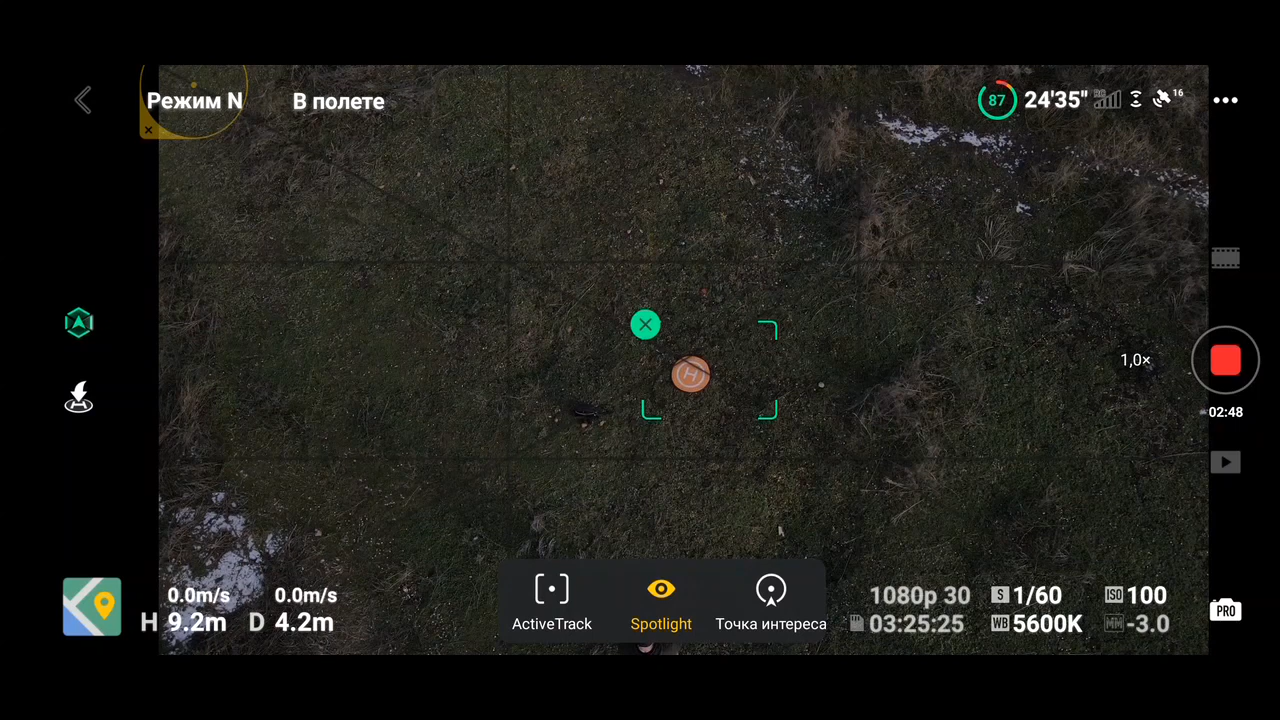 Режим N
В полете
87
24'35"
RC
16
1,0×
02:48
H
0.0m/s
9.2m
D
0.0m/s
4.2m
ActiveTrack
Spotlight
Точка интереса
1080p 30
03:25:25
S 1/60
WB 5600K
ISO 100
MM -3.0
PRO